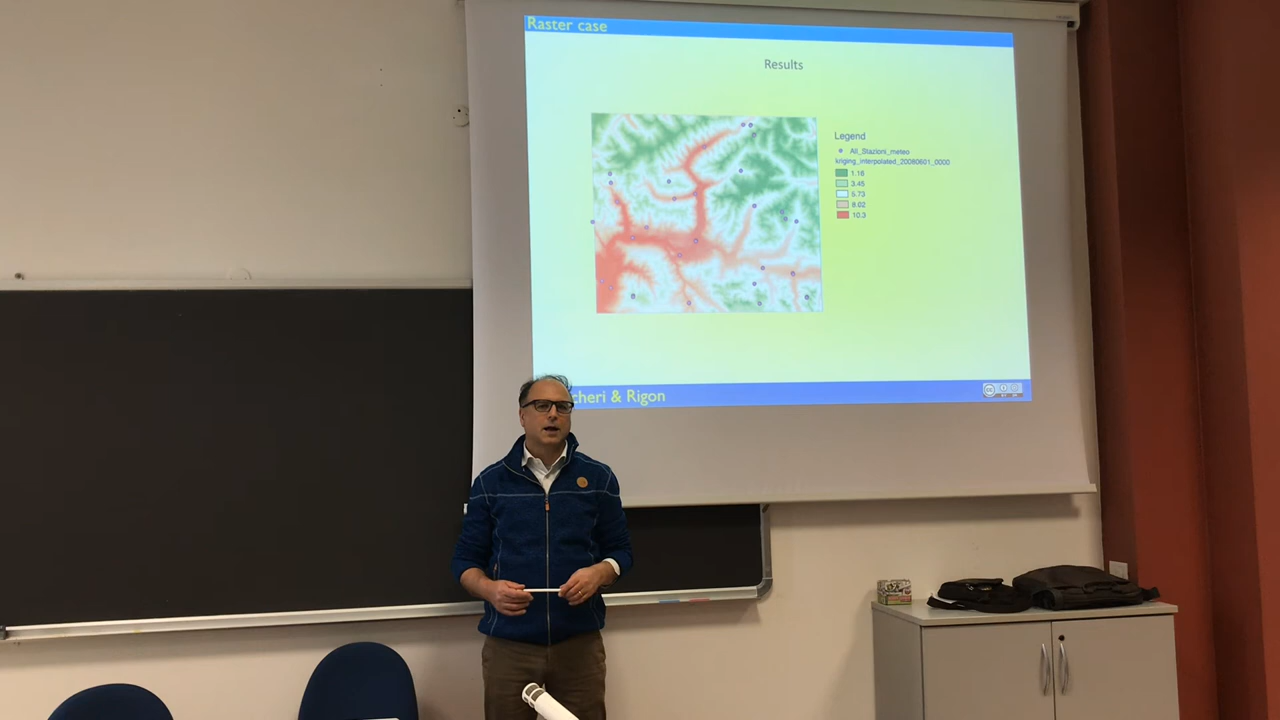 Raster case
Results
Legend
All_Stazioni_meteo
kriging_interpolated_20080601_0000
1.16
3.45
5.73
8.02
10.3
cheri & Rigon